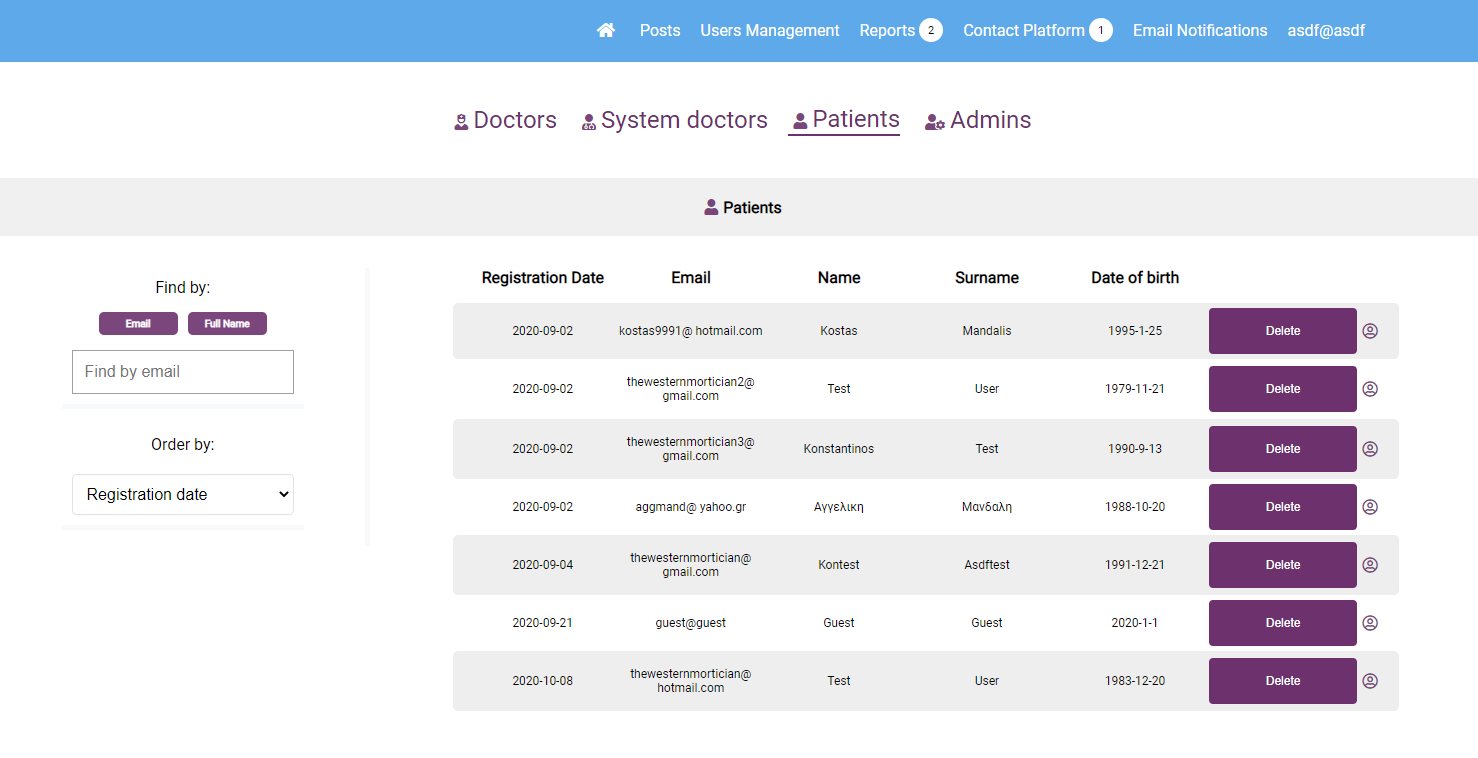 Posts Users Management Reports 2 Contact Platform 1 Email Notifications asdf@asdf
Doctors System doctors Patients Admins
Patients
Find by:
Email Full Name
Find by email
Order by:
Registration date
Registration Date Email Name Surname Date of birth
2020-09-02 kostas9991@ hotmail.com Kostas Mandalis 1995-1-25 Delete
2020-09-02 thewesternmortician2@
gmail.com Test User 1979-11-21 Delete
2020-09-02 thewesternmortician3@
gmail.com Konstantinos Test 1990-9-13 Delete
2020-09-02 aggmand@ yahoo.gr Αγγελικη Μανδαλη 1988-10-20 Delete
2020-09-04 thewesternmortician@
gmail.com Kontest Asdftest 1991-12-21 Delete
2020-09-21 guest@guest Guest Guest 2020-1-1 Delete
2020-10-08 thewesternmortician@
hotmail.com Test User 1983-12-20 Delete